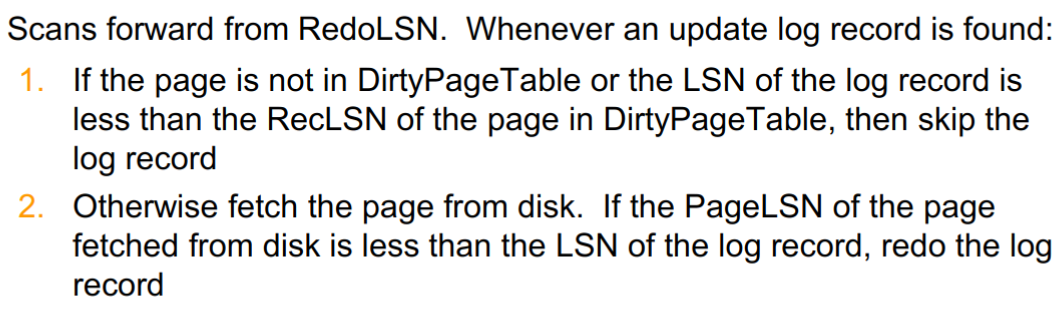 Scans forward from RedoLSN.  Whenever an update log record is found:
1. If the page is not in DirtyPageTable or the LSN of the log record is
less than the RecLSN of the page in DirtyPageTable, then skip the
log record
2. Otherwise fetch the page from disk.  If the PageLSN of the page
fetched from disk is less than the LSN of the log record, redo the log
record